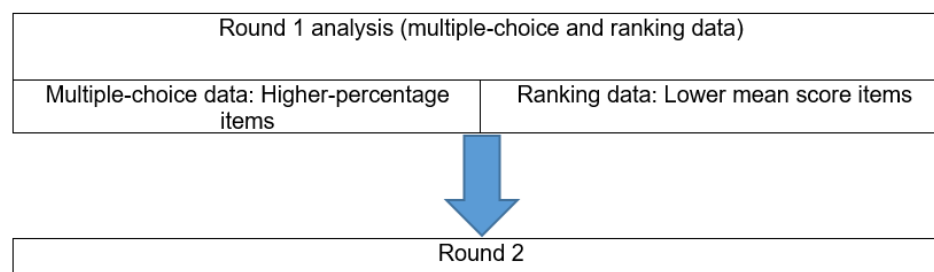 Round 1 analysis (multiple-choice and ranking data)
Multiple-choice data: Higher-percentage
items
Ranking data: Lower mean score items
Round 2